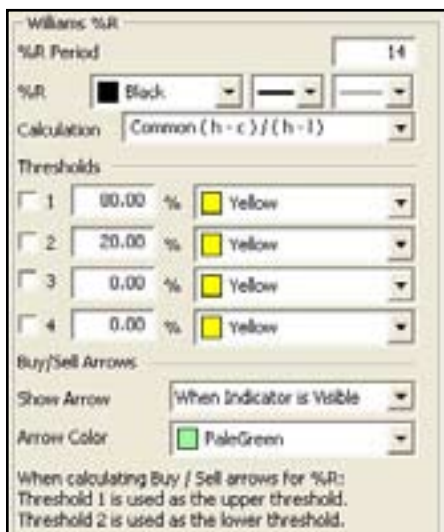 Williams %R
%R Period 14
%R Black
Calculation Common ( h - c ) / ( h - l )
Thresholds
1 80.00 % Yellow
2 20.00 % Yellow
3 0.00 % Yellow
4 0.00 % Yellow
Buy/Sell Arrows
Show Arrow When Indicator is Visible
Arrow Color PaleGreen
When calculating Buy / Sell arrows for %R:
Threshold 1 is used as the upper threshold.
Threshold 2 is used as the lower threshold.